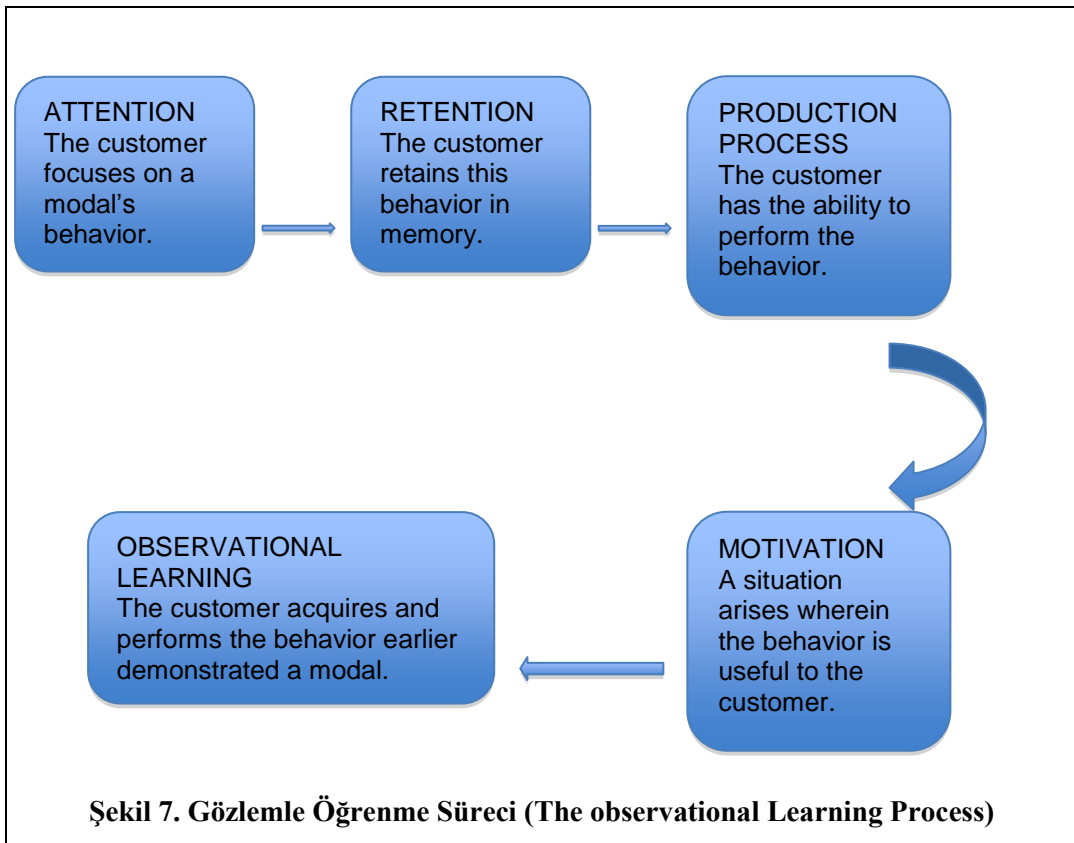 ATTENTION
The customer
focuses on a
modal’s
behavior.
RETENTION
The customer
retains this
behavior in
memory.
PRODUCTION
PROCESS
The customer
has the ability to
perform the
behavior.
MOTIVATION
A situation
arises wherein
the behavior is
useful to the
customer.
OBSERVATIONAL
LEARNING
The customer acquires and
performs the behavior earlier
demonstrated a modal.
Şekil 7. Gözlemle Öğrenme Süreci (The observational Learning Process)